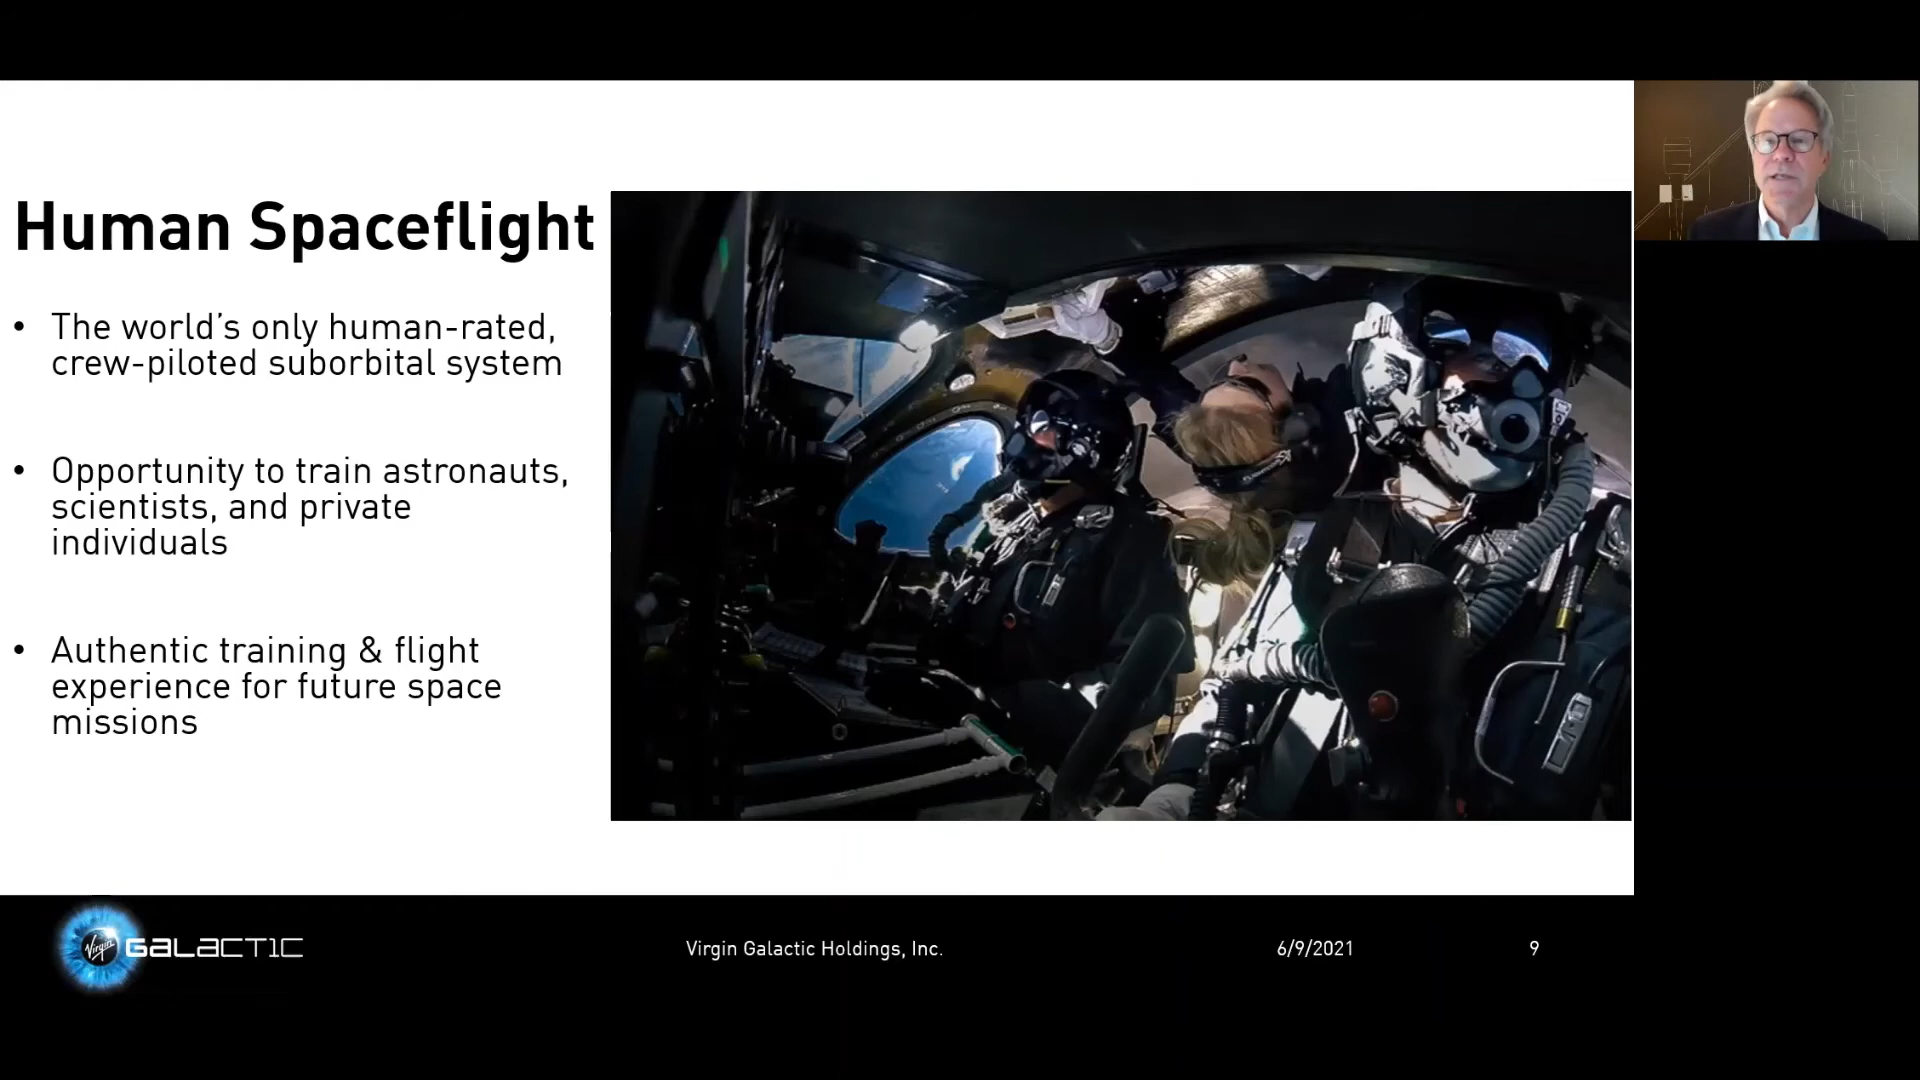 Human Spaceflight
• The world's only human-rated,
crew-piloted suborbital system
• Opportunity to train astronauts,
scientists, and private
individuals
• Authentic training & flight
experience for future space
missions
Virgin GALACTIC
Virgin Galactic Holdings, Inc.
6/9/2021
9